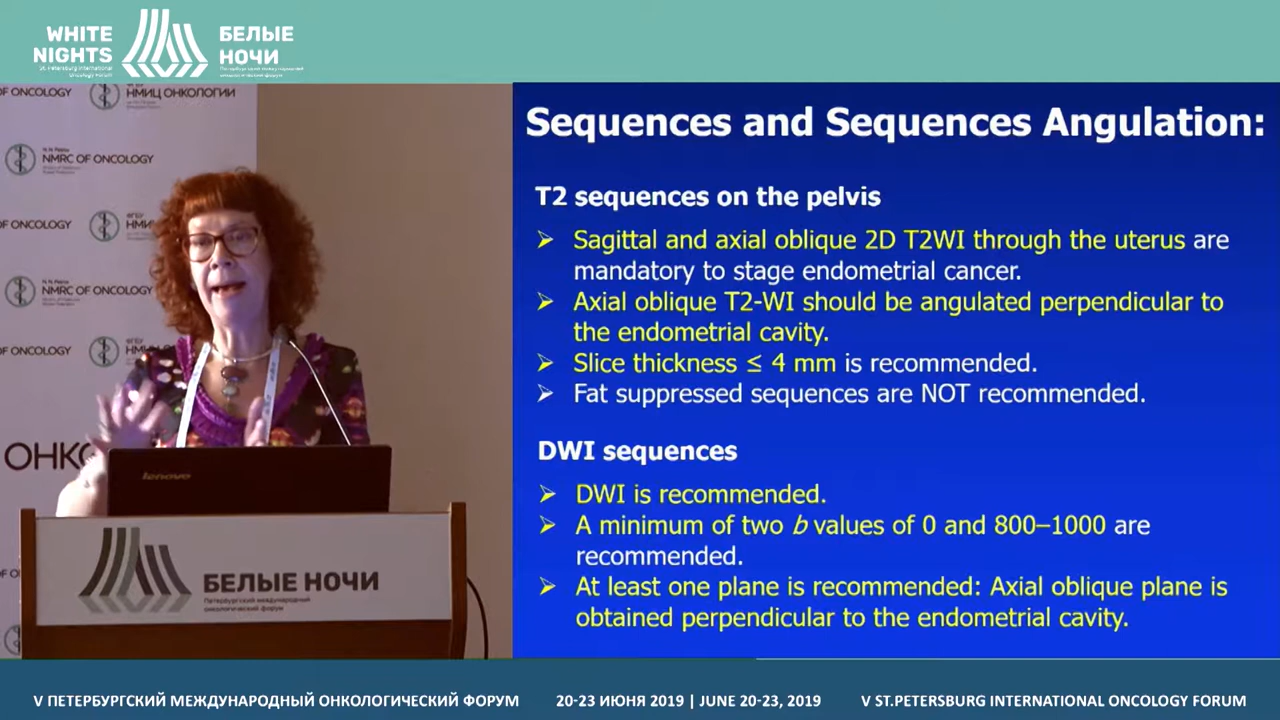 WHITE
NIGHTS
St. Petersburg International
Oncology Forum
БЕЛЫЕ
НОЧИ
OF ONCOLOGY
НМИЦ ОНКОЛОГИИ
NMRC OF ONCOLOGY
OF ONCOLOGY
НМИ
NMRC OF ONCOLOGY
OF ONCOLOGY
ОНКО
lenovo
БЕЛЫЕ НОЧИ
Петербургский международный
онкологический форум
Sequences and Sequences Angulation:
T2 sequences on the pelvis
➢ Sagittal and axial oblique 2D T2WI through the uterus are
mandatory to stage endometrial cancer.
➢ Axial oblique T2-WI should be angulated perpendicular to
the endometrial cavity.
➢ Slice thickness ≤ 4 mm is recommended.
➢ Fat suppressed sequences are NOT recommended.
DWI sequences
➢ DWI is recommended.
➢ A minimum of two b values of 0 and 800–1000 are
recommended.
➢ At least one plane is recommended: Axial oblique plane is
obtained perpendicular to the endometrial cavity.
V ПЕТЕРБУРГСКИЙ МЕЖДУНАРОДНЫЙ ОНКОЛОГИЧЕСКИЙ ФОРУМ 20-23 ИЮНЯ 2019 | JUNE 20-23, 2019 V ST.PETERSBURG INTERNATIONAL ONCOLOGY FORUM